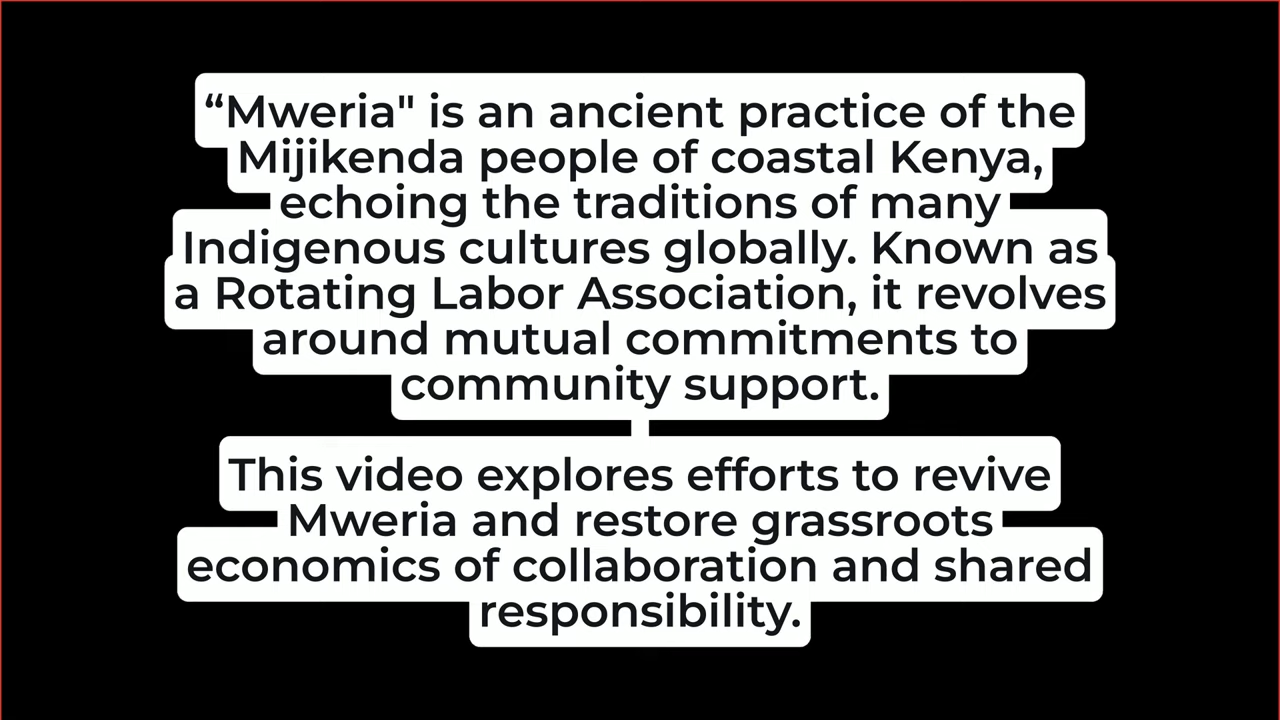 “Mweria" is an ancient practice of the
Mijikenda people of coastal Kenya,
echoing the traditions of many
Indigenous cultures globally. Known as
a Rotating Labor Association, it revolves
around mutual commitments to
community support.
This video explores efforts to revive
Mweria and restore grassroots
economics of collaboration and shared
responsibility.